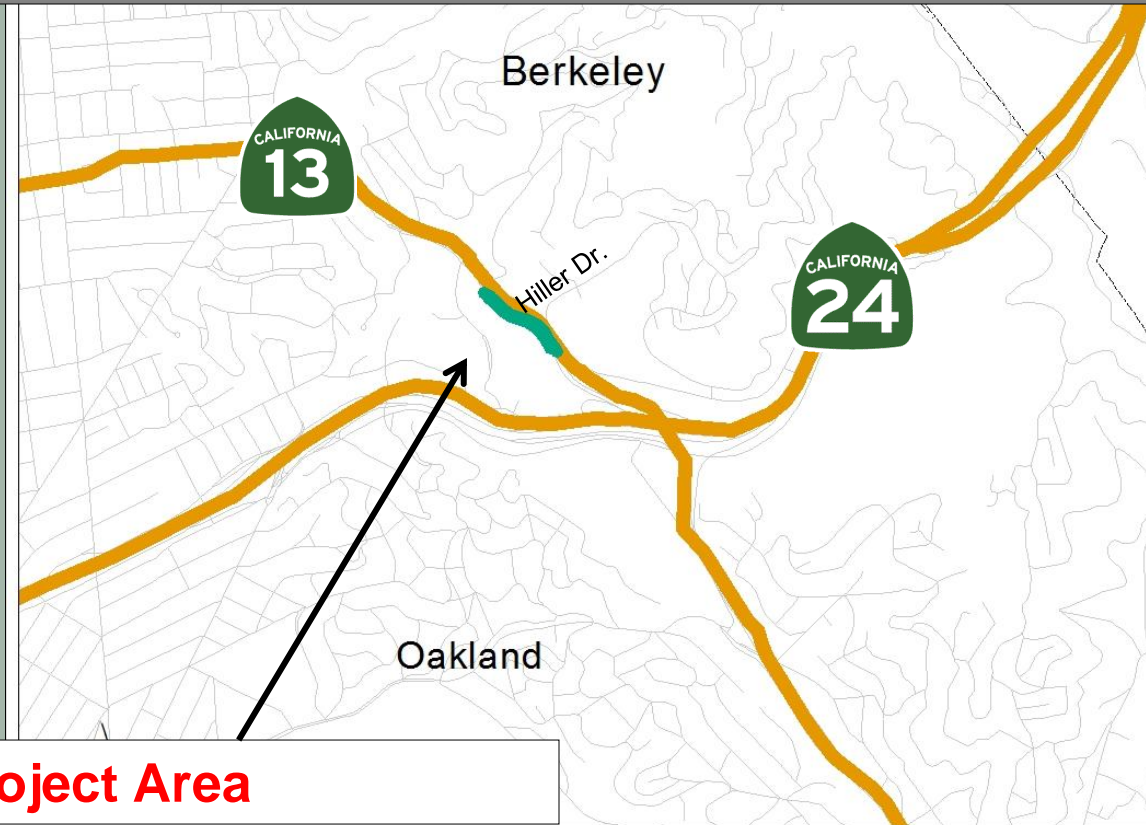 Berkeley
CALIFORNIA
13
Hiller Dr.
CALIFORNIA
24
Oakland
oject Area